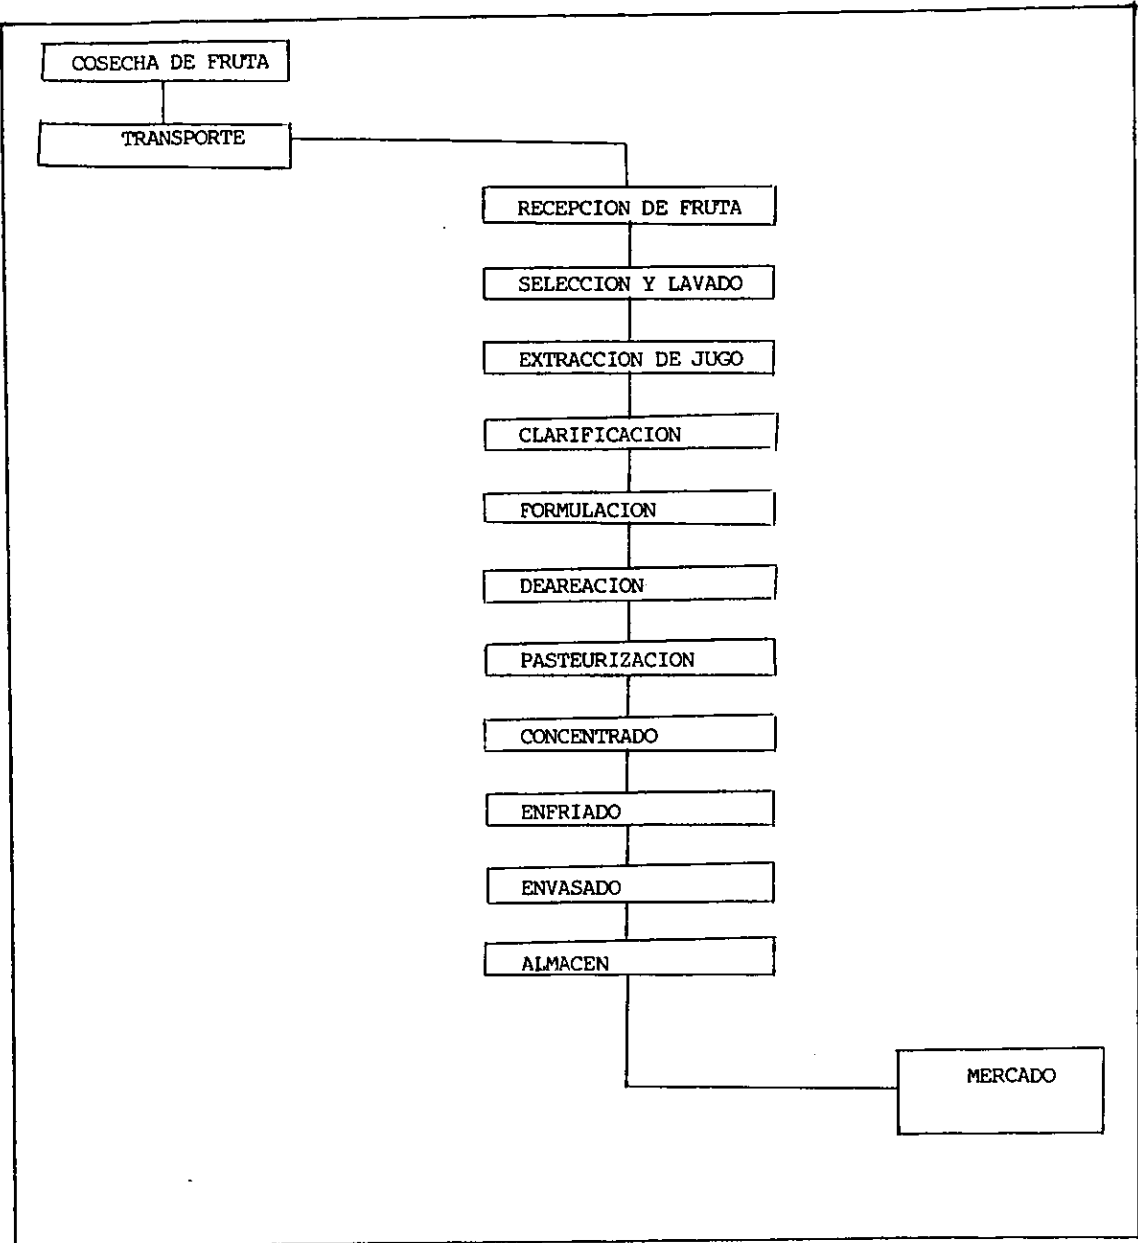 COSECHA DE FRUTA
TRANSPORTE
RECEPCION DE FRUTA
SELECCION Y LAVADO
EXTRACCION DE JUGO
CLARIFICACION
FORMULACION
DEAREACION
PASTEURIZACION
CONCENTRADO
ENFRIADO
ENVASADO
ALMACEN
MERCADO